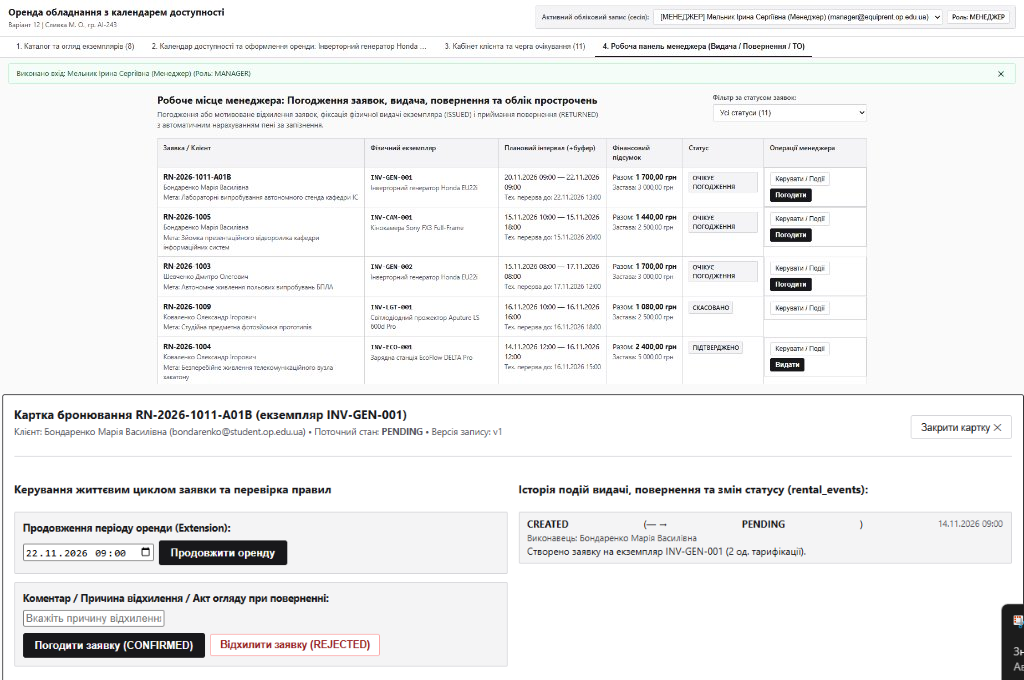 Оренда обладнання з календарем доступності
Варіант 12 | Сливка М. О., гр. АІ-243
Активний обліковий запис (сесія):
[МЕНЕДЖЕР] Мельник Ірина Сергіївна (Менеджер) (manager@equiprent.op.edu.ua)
Роль: МЕНЕДЖЕР
1. Каталог та огляд екземплярів (8)
2. Календар доступності та оформлення оренди: Інверторний генератор Honda ...
3. Кабінет клієнта та черга очікування (11)
4. Робоча панель менеджера (Видача / Повернення / ТО)
Виконано вхід: Мельник Ірина Сергіївна (Менеджер) (Роль: MANAGER)
Робоче місце менеджера: Погодження заявок, видача, повернення та облік прострочень
Погодження або мотивоване відхилення заявок, фіксація фізичної видачі екземпляра (ISSUED) і приймання повернення (RETURNED)
з автоматичним нарахуванням пені за запізнення.
Фільтр за статусом заявок:
Усі статуси (11)
Заявка / Клієнт
Фізичний екземпляр
Плановий інтервал (+буфер)
Фінансовий
підсумок
Статус
Операції менеджера
RN-2026-1011-A01B
Бондаренко Марія Василівна
Мета: Лабораторні випробування автономного стенда кафедри ІС
INV-GEN-001
Інверторний генератор Honda EU22i
20.11.2026 09:00 — 22.11.2026
09:00
Тех. перерва до: 22.11.2026 13:00
Разом: 1 700,00 грн
Застава: 3 000,00 грн
ОЧІКУЄ
ПОГОДЖЕННЯ
Керувати / Події
Погодити
RN-2026-1005
Бондаренко Марія Василівна
Мета: Зйомка презентаційного відеоролика кафедри
інформаційних систем
INV-CAM-001
Кінокамера Sony FX3 Full-Frame
15.11.2026 10:00 — 15.11.2026
18:00
Тех. перерва до: 15.11.2026 20:00
Разом: 1 440,00 грн
Застава: 2 500,00 грн
ОЧІКУЄ
ПОГОДЖЕННЯ
Керувати / Події
Погодити
RN-2026-1003
Шевченко Дмитро Олегович
Мета: Автономне живлення польових випробувань БПЛА
INV-GEN-002
Інверторний генератор Honda EU22i
15.11.2026 08:00 — 17.11.2026
08:00
Тех. перерва до: 17.11.2026 12:00
Разом: 1 700,00 грн
Застава: 3 000,00 грн
ОЧІКУЄ
ПОГОДЖЕННЯ
Керувати / Події
Погодити
RN-2026-1009
Коваленко Олександр Ігорович
Мета: Студійна предметна фотозйомка прототипів
INV-LGT-001
Світлодіодний прожектор Aputure LS
600d Pro
16.11.2026 10:00 — 16.11.2026
16:00
Тех. перерва до: 16.11.2026 18:00
Разом: 1 080,00 грн
Застава: 2 500,00 грн
СКАСОВАНО
Керувати / Події
RN-2026-1004
Коваленко Олександр Ігорович
Мета: Безперебійне живлення телекомунікаційного вузла
хакатону
INV-ECO-001
Зарядна станція EcoFlow DELTA Pro
14.11.2026 12:00 — 16.11.2026
12:00
Тех. перерва до: 16.11.2026 15:00
Разом: 2 400,00 грн
Застава: 5 000,00 грн
ПІДТВЕРДЖЕНО
Керувати / Події
Видати
Картка бронювання RN-2026-1011-A01B (екземпляр INV-GEN-001)
Клієнт: Бондаренко Марія Василівна (bondarenko@student.op.edu.ua) • Поточний стан: PENDING • Версія запису: v1
Закрити картку ✕
Керування життєвим циклом заявки та перевірка правил
Продовження періоду оренди (Extension):
22.11.2026 09:00
Продовжити оренду
Коментар / Причина відхилення / Акт огляду при поверненні:
Вкажіть причину відхиленн
Погодити заявку (CONFIRMED)
Відхилити заявку (REJECTED)
Історія подій видачі, повернення та змін статусу (rental_events):
CREATED (— → PENDING )
14.11.2026 09:00
Виконавець: Бондаренко Марія Василівна
Створено заявку на екземпляр INV-GEN-001 (2 од. тарифікації).